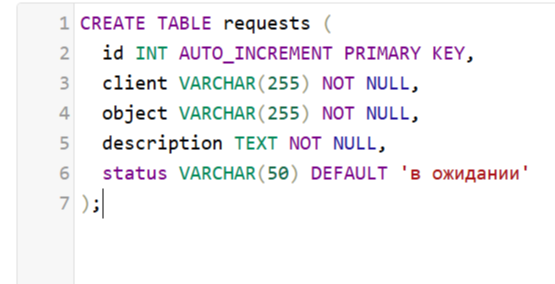 1 CREATE TABLE requests (
2 id INT AUTO_INCREMENT PRIMARY KEY,
3 client VARCHAR(255) NOT NULL,
4 object VARCHAR(255) NOT NULL,
5 description TEXT NOT NULL,
6 status VARCHAR(50) DEFAULT 'в ожидании'
7 );